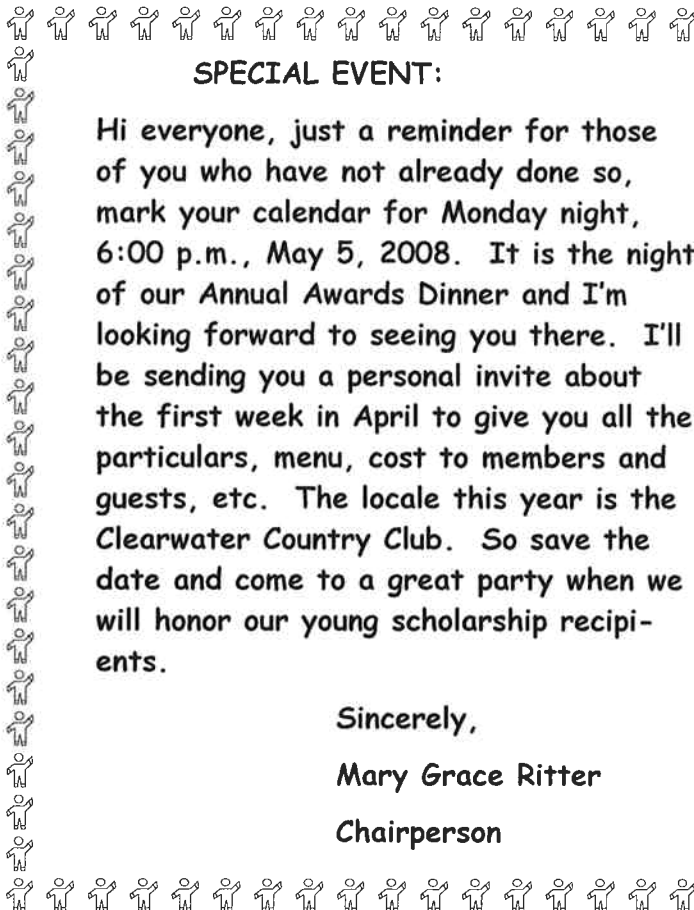 SPECIAL EVENT:
Hi everyone, just a reminder for those
of you who have not already done so,
mark your calendar for Monday night,
6:00 p.m., May 5, 2008.  It is the night
of our Annual Awards Dinner and I'm
looking forward to seeing you there.  I'll
be sending you a personal invite about
the first week in April to give you all the
particulars, menu, cost to members and
guests, etc.  The locale this year is the
Clearwater Country Club.  So save the
date and come to a great party when we
will honor our young scholarship recipi-
ents.
Sincerely,
Mary Grace Ritter
Chairperson